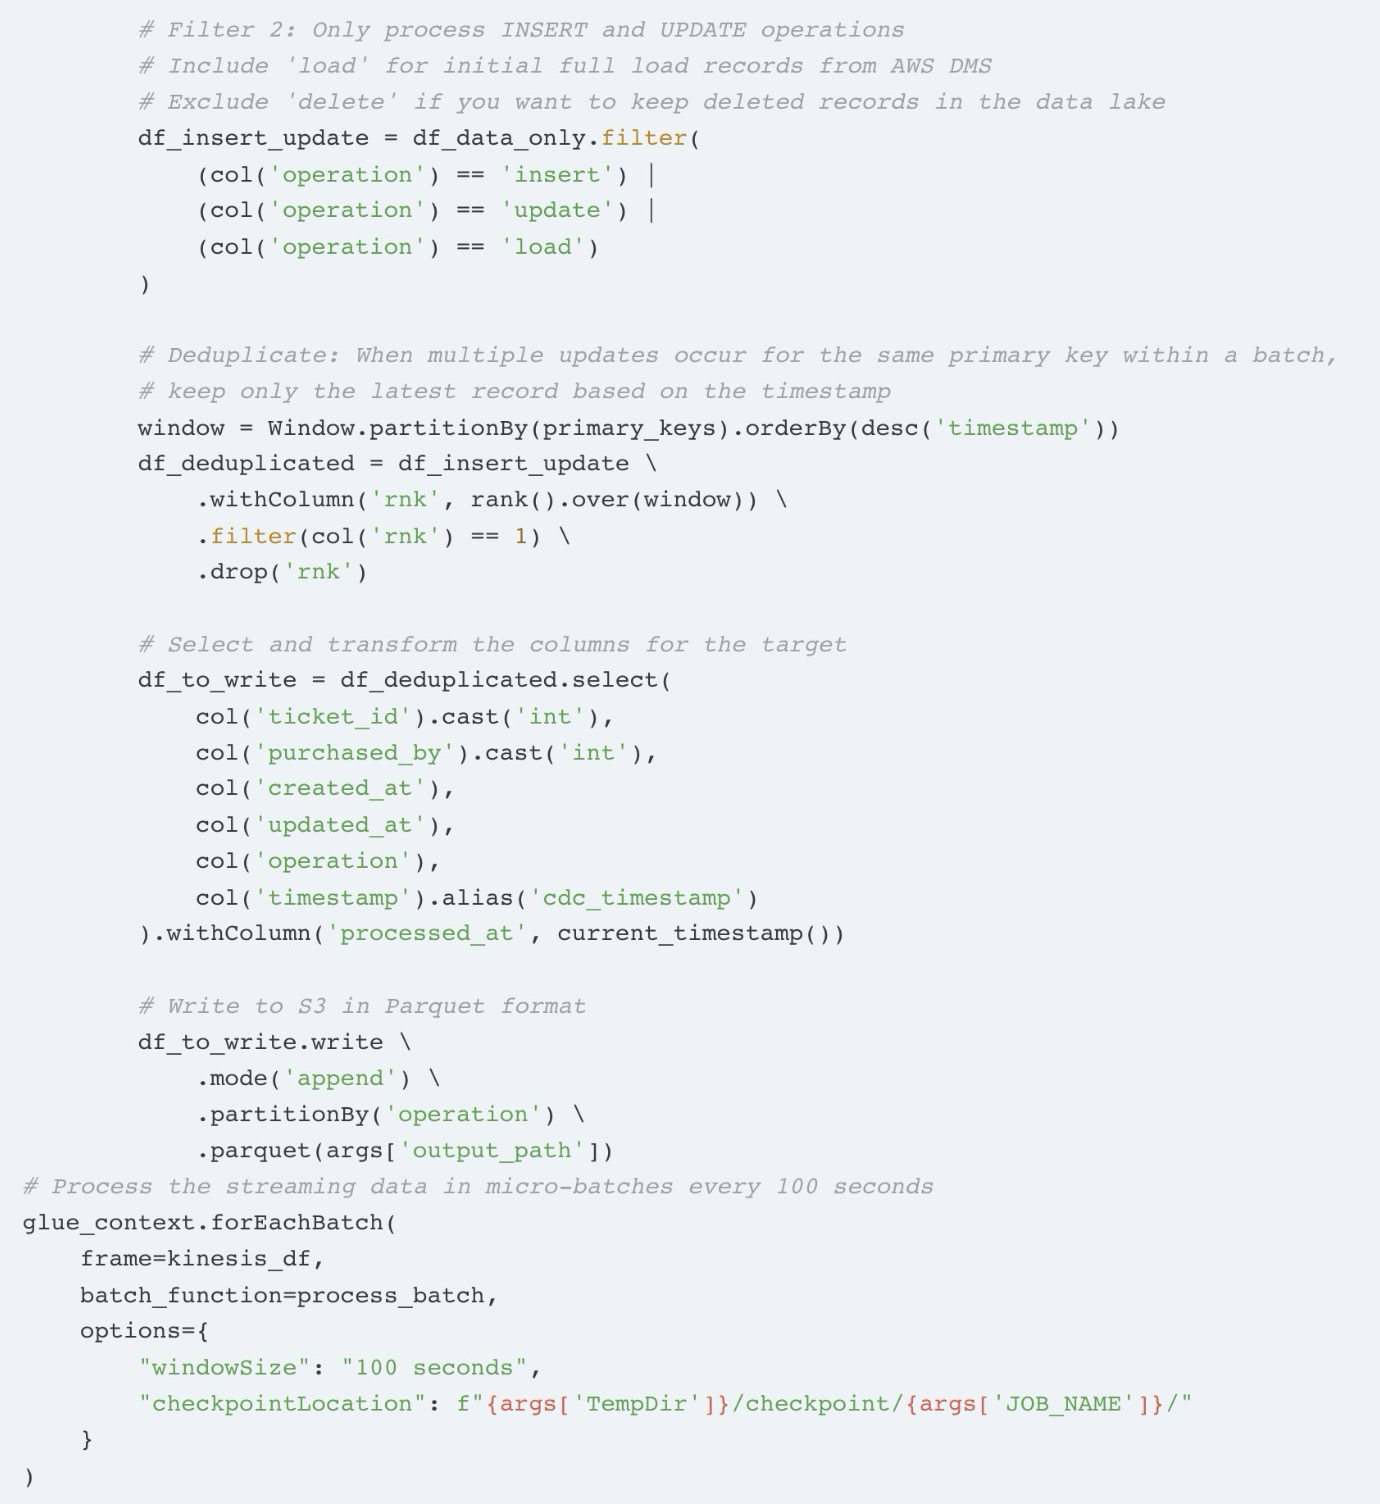 # Filter 2: Only process INSERT and UPDATE operations
# Include 'load' for initial full load records from AWS DMS
# Exclude 'delete' if you want to keep deleted records in the data lake
df_insert_update = df_data_only.filter(
(col('operation') == 'insert') |
(col('operation') == 'update') |
(col('operation') == 'load')
)
# Deduplicate: When multiple updates occur for the same primary key within a batch,
# keep only the latest record based on the timestamp
window = Window.partitionBy(primary_keys).orderBy(desc('timestamp'))
df_deduplicated = df_insert_update \
.withColumn('rnk', rank().over(window)) \
.filter(col('rnk') == 1) \
.drop('rnk')
# Select and transform the columns for the target
df_to_write = df_deduplicated.select(
col('ticket_id').cast('int'),
col('purchased_by').cast('int'),
col('created_at'),
col('updated_at'),
col('operation'),
col('timestamp').alias('cdc_timestamp')
).withColumn('processed_at', current_timestamp())
# Write to S3 in Parquet format
df_to_write.write \
.mode('append') \
.partitionBy('operation') \
.parquet(args['output_path'])
# Process the streaming data in micro-batches every 100 seconds
glue_context.forEachBatch(
frame=kinesis_df,
batch_function=process_batch,
options={
"windowSize": "100 seconds",
"checkpointLocation": f"{args['TempDir']}/checkpoint/{args['JOB_NAME']}/"
}
)